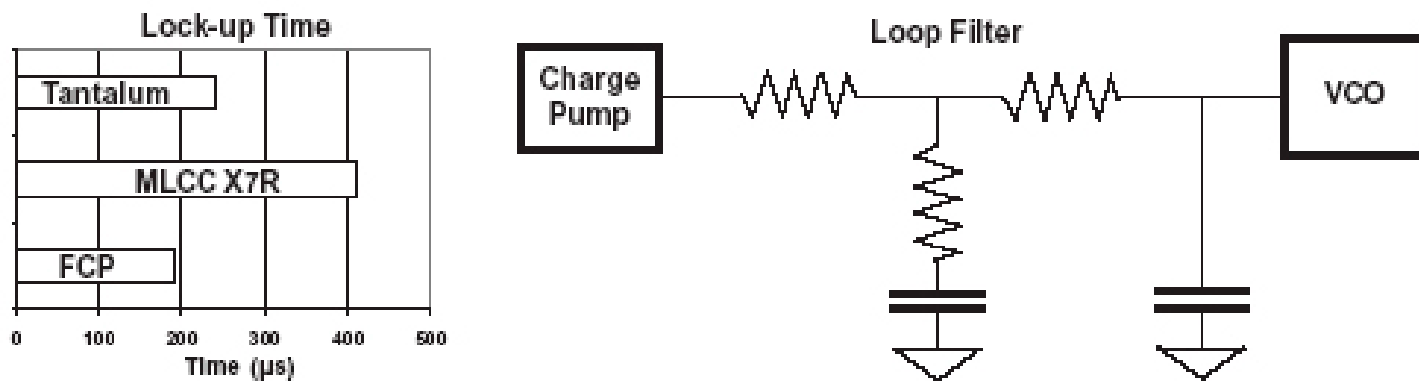 Lock-up Time
Tantalum
MLCC X7R
FCP
0 100 200 300 400 500
Time (µs)
Loop Filter
Charge
Pump
VCO